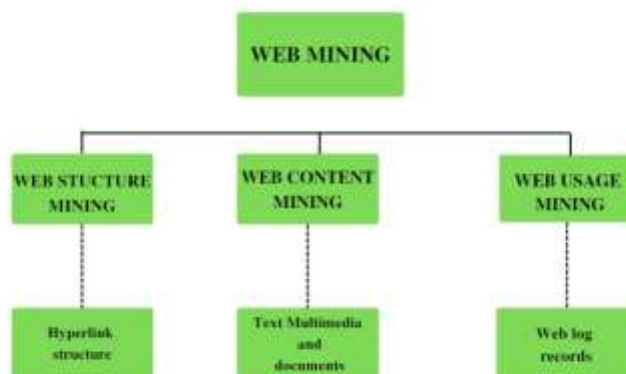 WEB MINING
WEB STUCTURE
MINING
WEB CONTENT
MINING
WEB USAGE
MINING
Hyperlink
structure
Text Multimedia
and
documents
Web log
records